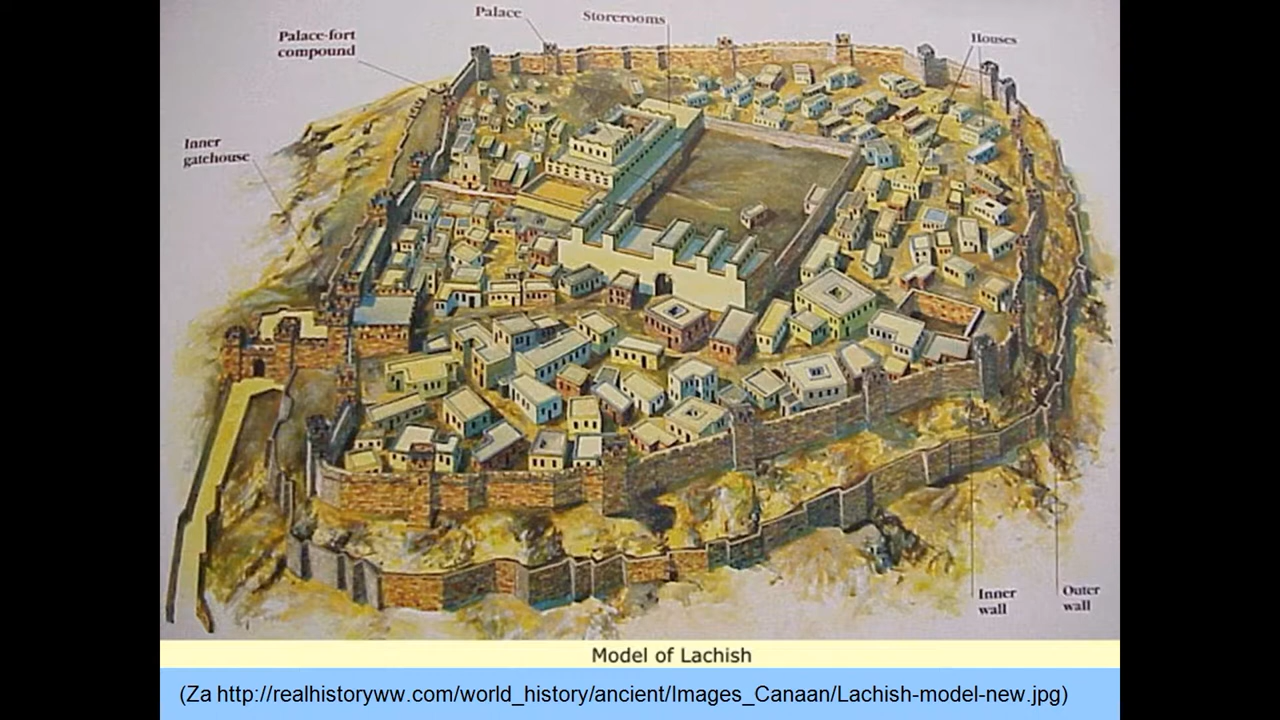 Palace
Storerooms
Palace-fort
compound
Houses
Inner
gatehouse
Inner
wall
Outer
wall
Model of Lachish
(Za http://realhistoryww.com/world_history/ancient/Images_Canaan/Lachish-model-new.jpg)